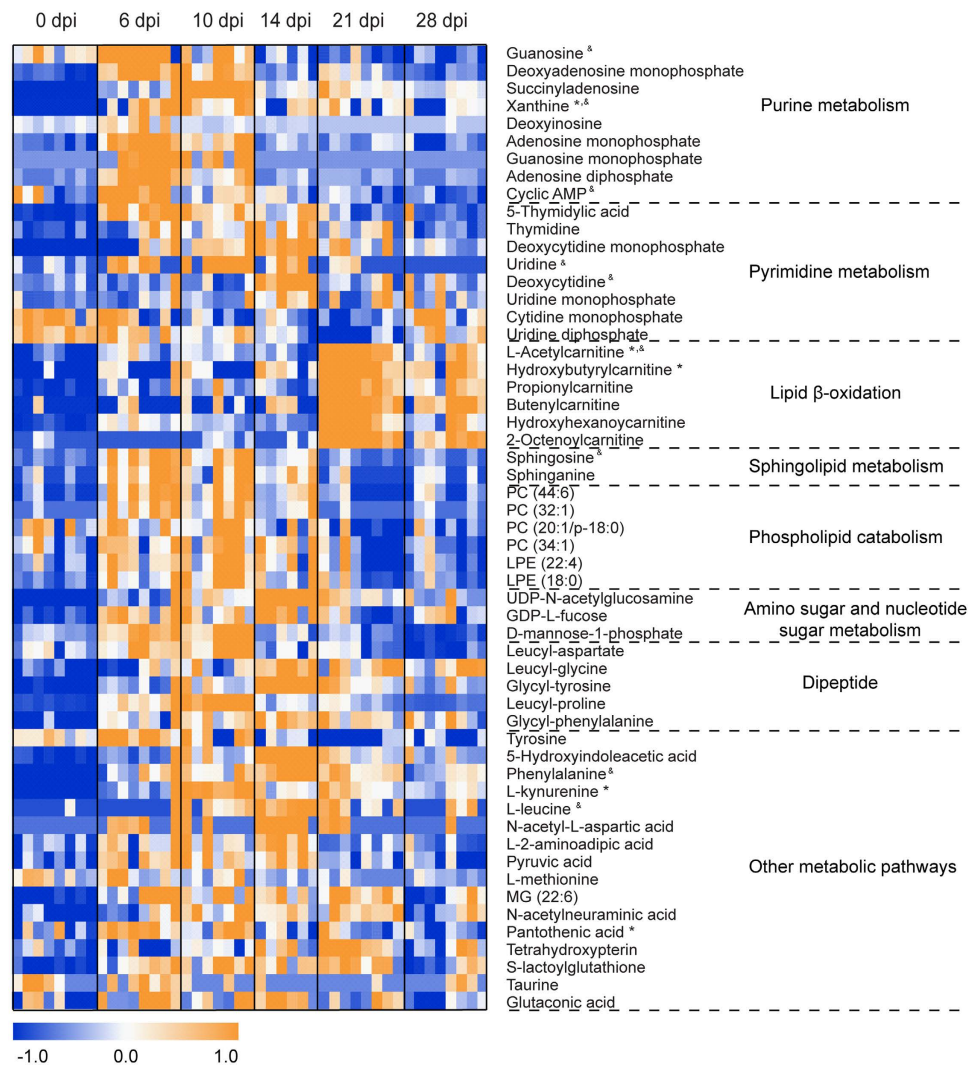 0 dpi 6 dpi 10 dpi 14 dpi 21 dpi 28 dpi
Guanosine &
Deoxyadenosine monophosphate
Succinyladenosine
Xanthine *,&
Purine metabolism
Deoxyinosine
Adenosine monophosphate
Guanosine monophosphate
Adenosine diphosphate
Cyclic AMP &
5-Thymidylic acid
Thymidine
Deoxycytidine monophosphate
Uridine &
Pyrimidine metabolism
Deoxycytidine &
Uridine monophosphate
Cytidine monophosphate
Uridine diphosphate
L-Acetylcarnitine *,&
Hydroxybutyrylcarnitine *
Propionylcarnitine
Lipid β-oxidation
Butenylcarnitine
Hydroxyhexanoycarnitine
2-Octenoylcarnitine
Sphingosine &
Sphingolipid metabolism
Sphinganine
PC (44:6)
PC (32:1)
PC (20:1/p-18:0)
Phospholipid catabolism
PC (34:1)
LPE (22:4)
LPE (18:0)
UDP-N-acetylglucosamine
Amino sugar and nucleotide
GDP-L-fucose
sugar metabolism
D-mannose-1-phosphate
Leucyl-aspartate
Leucyl-glycine
Dipeptide
Glycyl-tyrosine
Leucyl-proline
Glycyl-phenylalanine
Tyrosine
5-Hydroxyindoleacetic acid
Phenylalanine &
L-kynurenine *
L-leucine &
N-acetyl-L-aspartic acid
L-2-aminoadipic acid
Pyruvic acid
Other metabolic pathways
L-methionine
MG (22:6)
N-acetylneuraminic acid
Pantothenic acid *
Tetrahydroxypterin
S-lactoylglutathione
Taurine
Glutaconic acid
-1.0 0.0 1.0